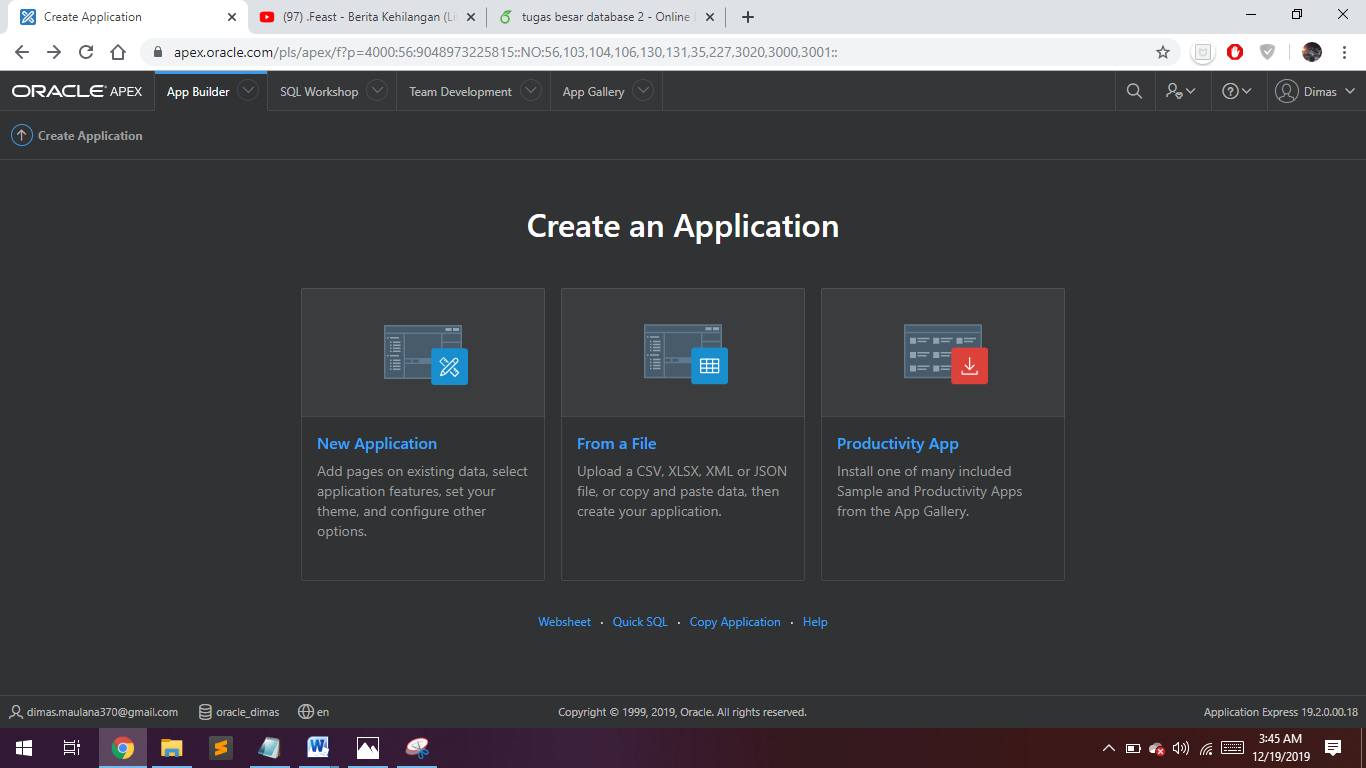 Create Application
(97) .Feast - Berita Kehilangan (Li
tugas besar database 2 - Online
apex.oracle.com/pls/apex/f?p=4000:56:9048973225815::NO:56,103,104,106,130,131,35,227,3020,3000,3001::
ORACLE APEX
App Builder
SQL Workshop
Team Development
App Gallery
Dimas
Create Application
Create an Application
New Application
Add pages on existing data, select
application features, set your
theme, and configure other
options.
From a File
Upload a CSV, XLSX, XML or JSON
file, or copy and paste data, then
create your application.
Productivity App
Install one of many included
Sample and Productivity Apps
from the App Gallery.
Websheet · Quick SQL · Copy Application · Help
dimas.maulana370@gmail.com
oracle_dimas
en
Copyright © 1999, 2019, Oracle. All rights reserved.
Application Express 19.2.0.00.18
3:45 AM
12/19/2019